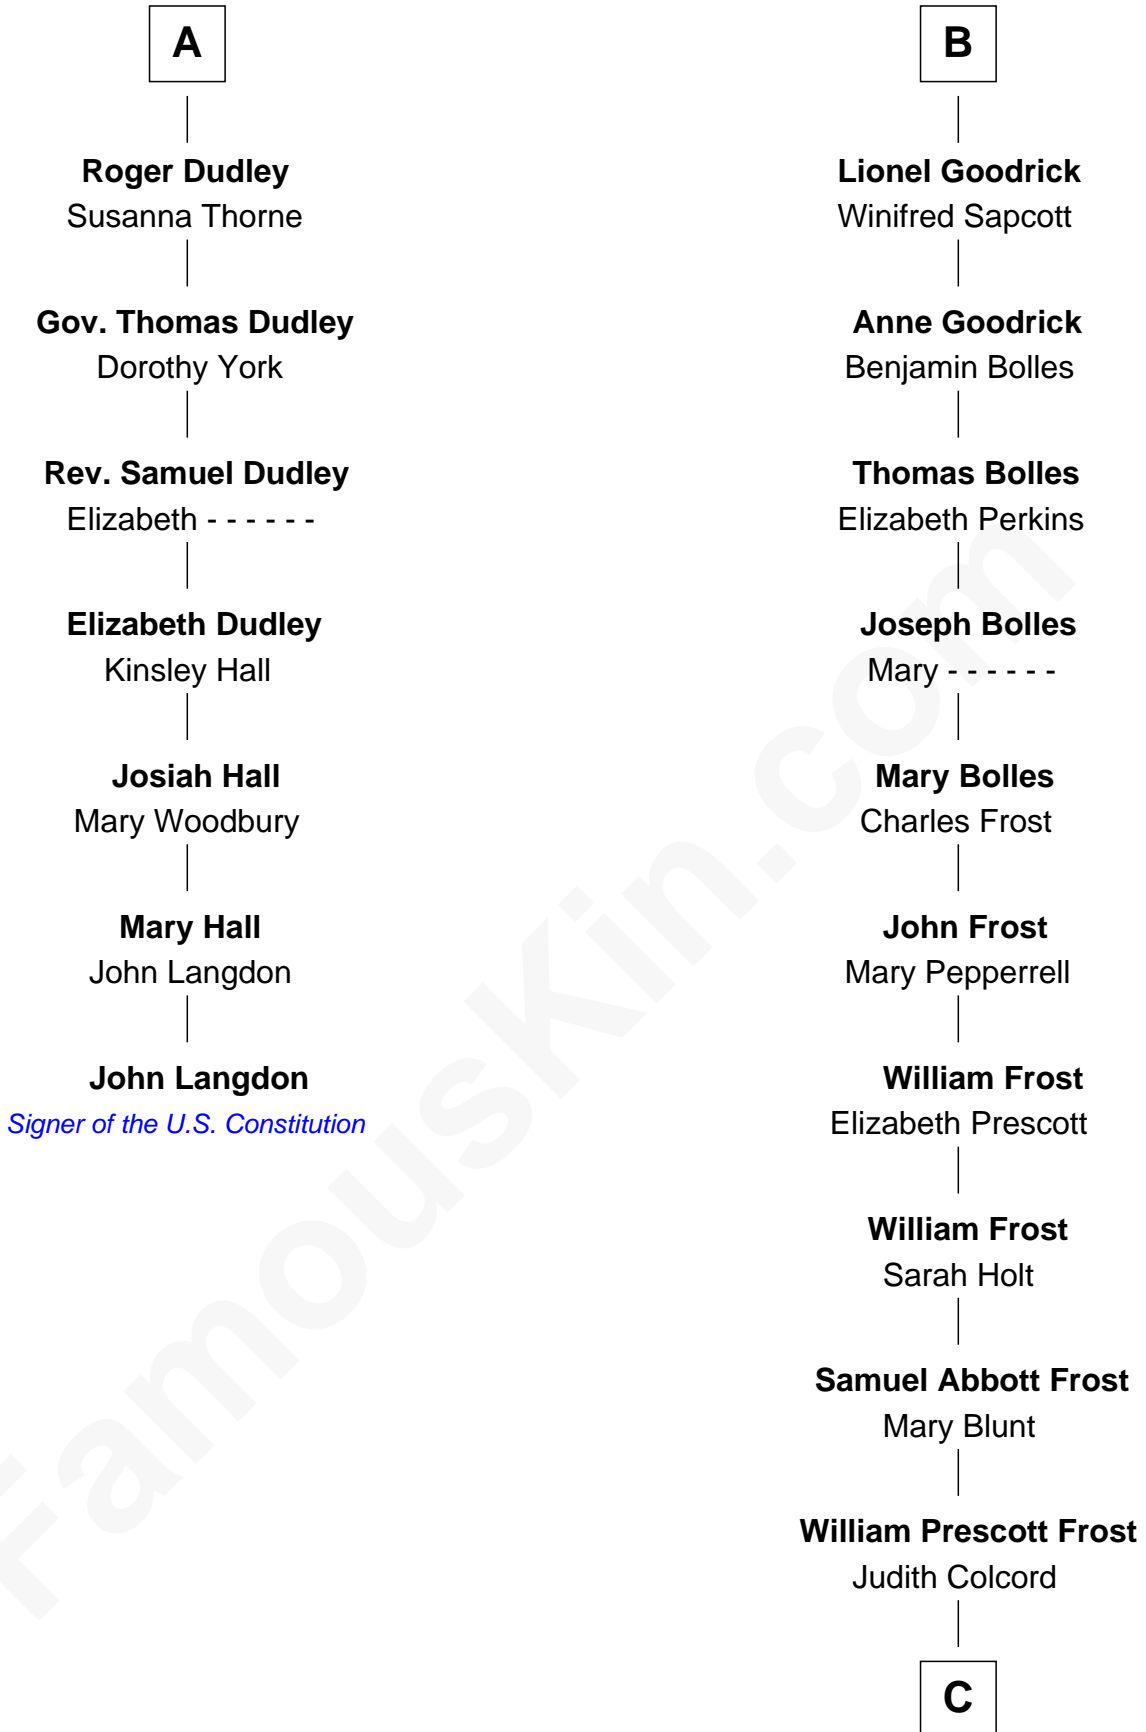 A
Roger Dudley
Susanna Thorne
Gov. Thomas Dudley
Dorothy York
Rev. Samuel Dudley
Elizabeth - - - - - -
Elizabeth Dudley
Kinsley Hall
Josiah Hall
Mary Woodbury
Mary Hall
John Langdon
John Langdon
Signer of the U.S. Constitution
B
Lionel Goodrick
Winifred Sapcott
Anne Goodrick
Benjamin Bolles
Thomas Bolles
Elizabeth Perkins
Joseph Bolles
Mary - - - - - -
Mary Bolles
Charles Frost
John Frost
Mary Pepperrell
William Frost
Elizabeth Prescott
William Frost
Sarah Holt
Samuel Abbott Frost
Mary Blunt
William Prescott Frost
Judith Colcord
C
FamousKin.com